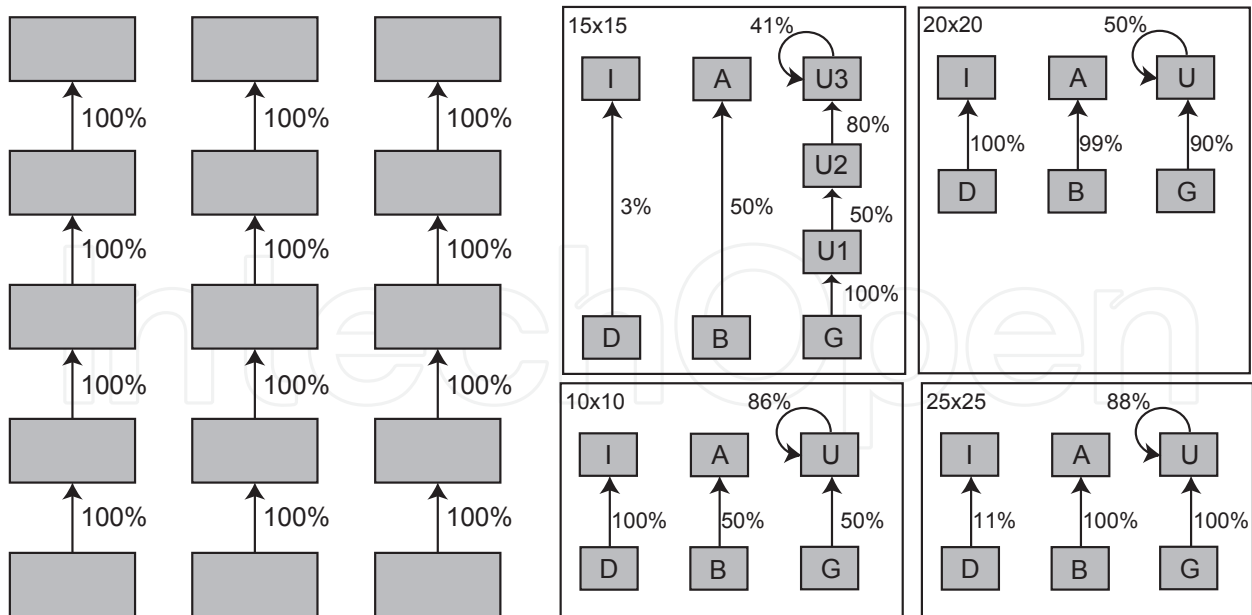 100% 100% 100%
100% 100% 100%
100% 100% 100%
100% 100% 100%
15x15
41%
I A U3
80%
U2
3% 50% 50%
U1
100%
D B G
20x20
50%
I A U
100% 99% 90%
D B G
10x10
86%
I A U
100% 50% 50%
D B G
25x25
88%
I A U
11% 100% 100%
D B G
IntechOpen